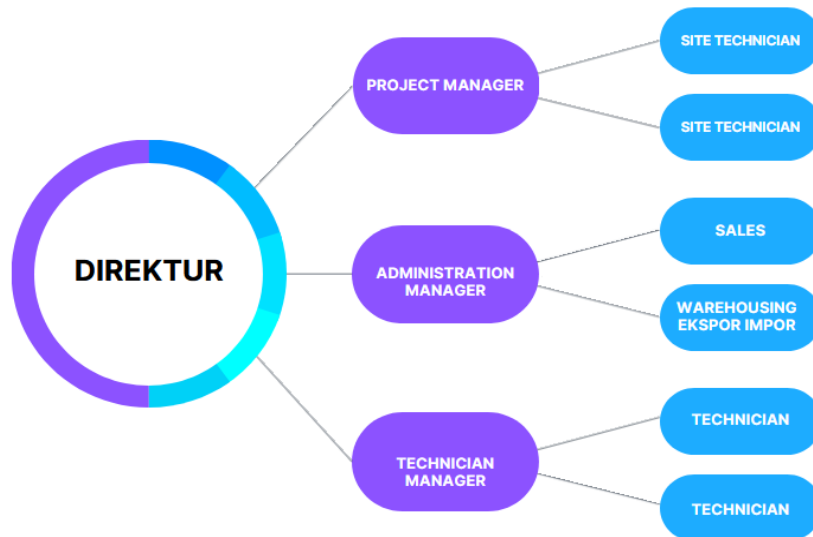 DIREKTUR
PROJECT MANAGER
SITE TECHNICIAN
SITE TECHNICIAN
ADMINISTRATION
MANAGER
SALES
WAREHOUSING
EKSPOR IMPOR
TECHNICIAN
MANAGER
TECHNICIAN
TECHNICIAN